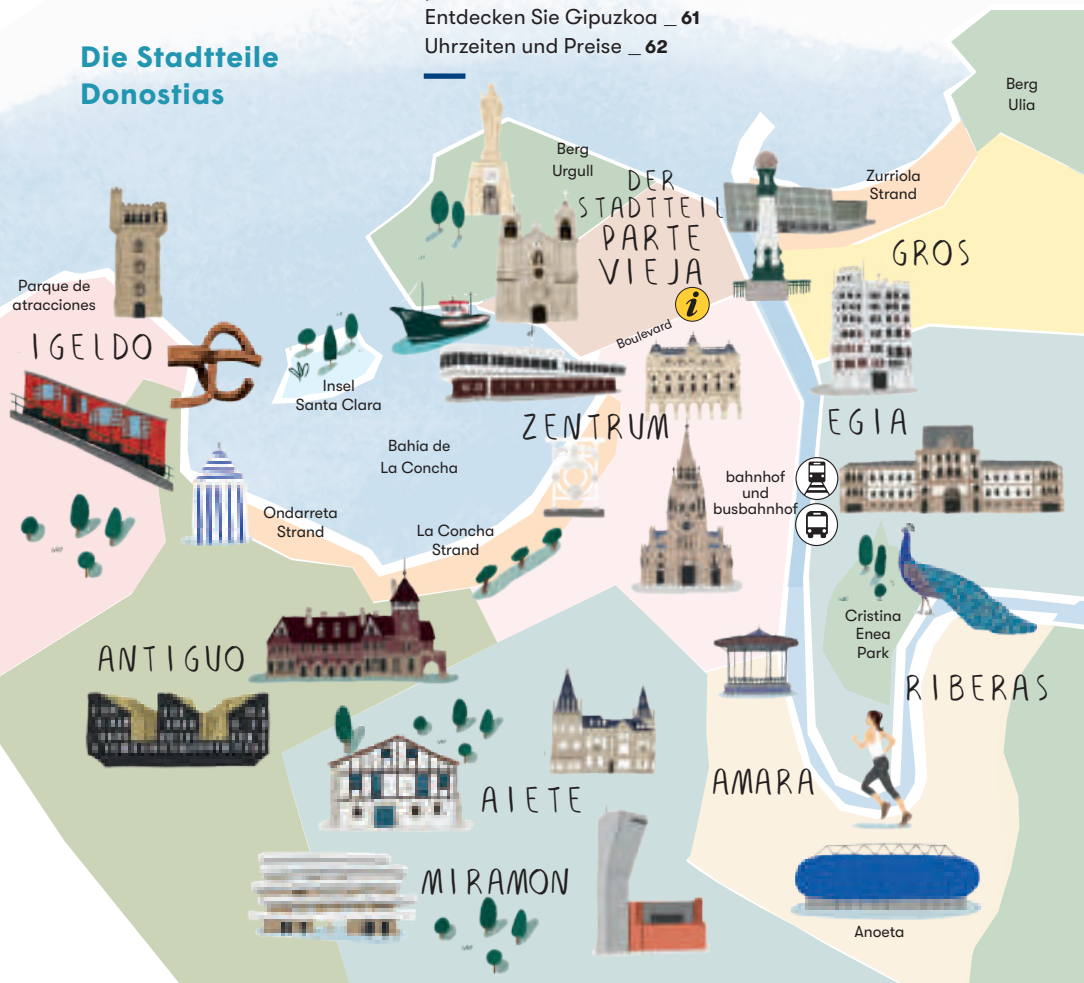 Entdecken Sie Gipuzkoa _ 61
Uhrzeiten und Preise _ 62
Die Stadtteile
Donostias
Berg
Ulia
Berg
Urgull
DER
STADTTEIL
PARTE
VIEJA
Zurriola
Strand
GROS
Parque de
atracciones
IGELDO
i
Boulevard
Insel
Santa Clara
ZENTRUM
EGIA
Bahía de
La Concha
bahnhof
und
busbahnhof
Ondarreta
Strand
La Concha
Strand
Cristina
Enea
Park
ANTIGUO
RIBERAS
AMARA
AIETE
MIRAMON
Anoeta